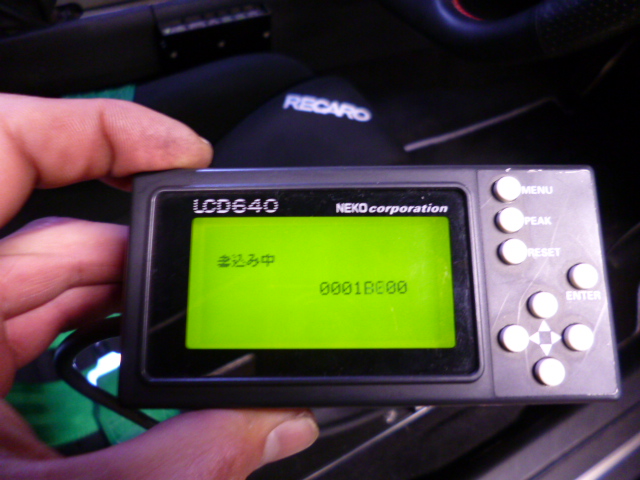 RECARO
LCD640
NEKO corporation
書込み中
0001BE00
MENU
PEAK
RESET
ENTER